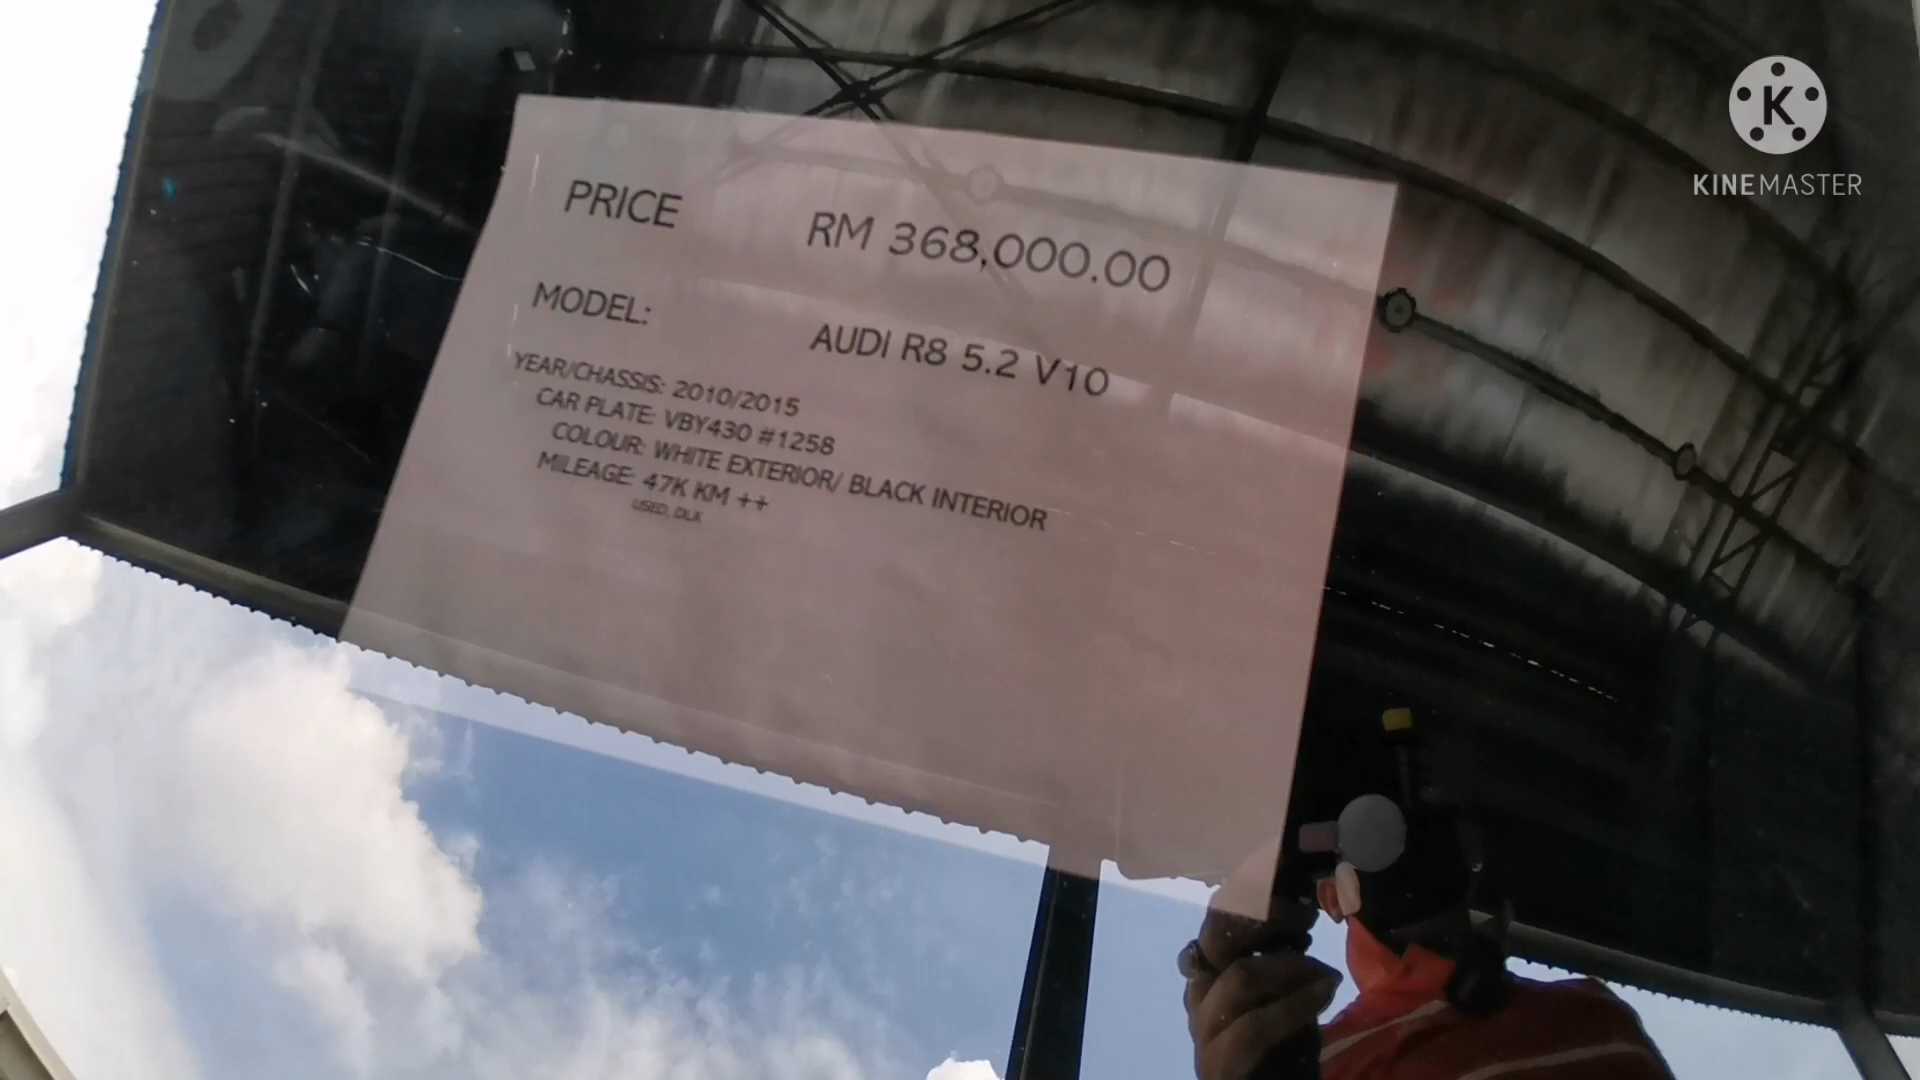 PRICE RM 368,000.00
MODEL: AUDI R8 5.2 V10
YEAR/CHASSIS: 2010/2015
CAR PLATE: VBY430 #1258
COLOUR: WHITE EXTERIOR/ BLACK INTERIOR
MILEAGE: 47K KM ++
USED, DLK
K
KINEMASTER